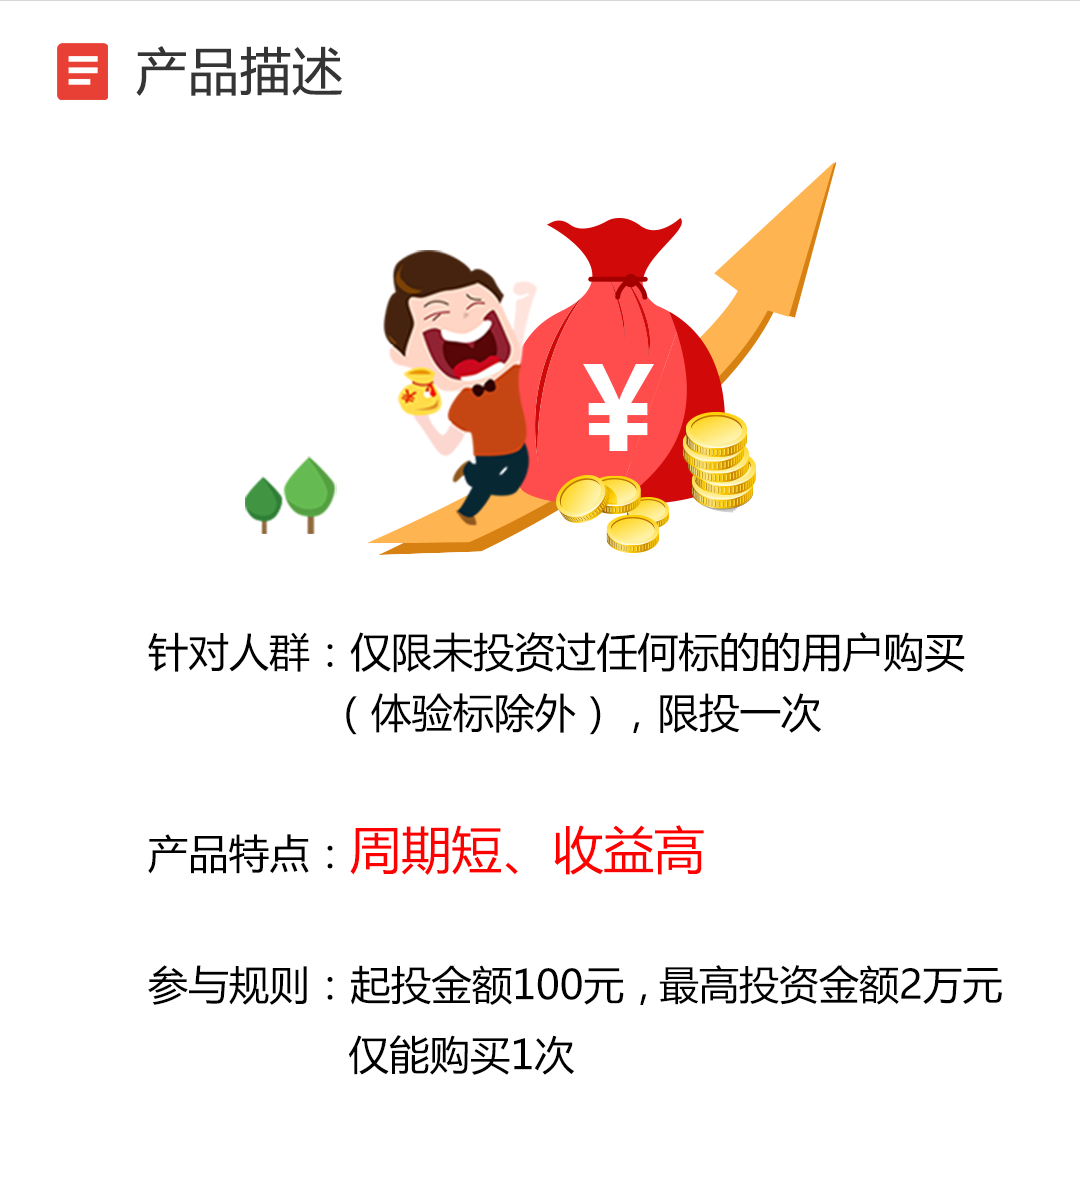 产品描述
¥
针对人群：仅限未投资过任何标的的用户购买
（体验标除外），限投一次
产品特点：周期短、收益高
参与规则：起投金额100元，最高投资金额2万元
仅能购买1次